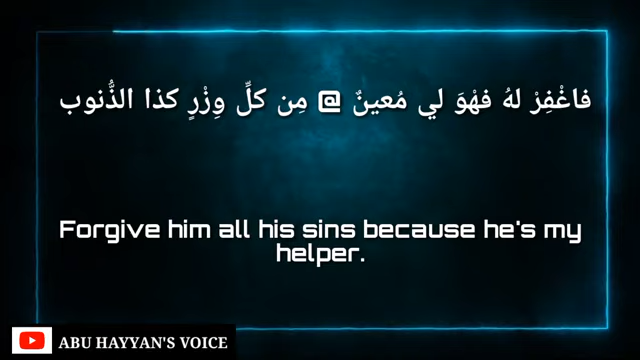 فاغْفِرْ لهُ فهْوَ لي مُعينٌ @ مِن كلِّ وِزْرٍ كذا الذُّنوب
Forgive him all his sins because he's my
helper.
ABU HAYYAN'S VOICE